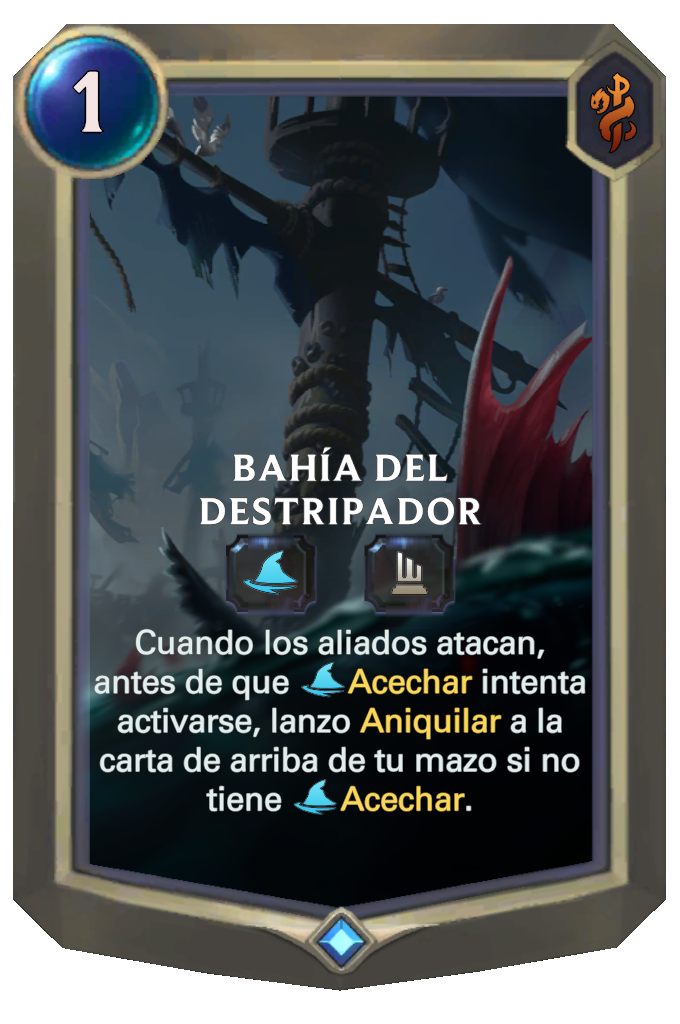 1
BAHÍA DEL
DESTRIPADOR
Cuando los aliados atacan,
antes de que Acechar intenta
activarse, lanzo Aniquilar a la
carta de arriba de tu mazo si no
tiene Acechar.